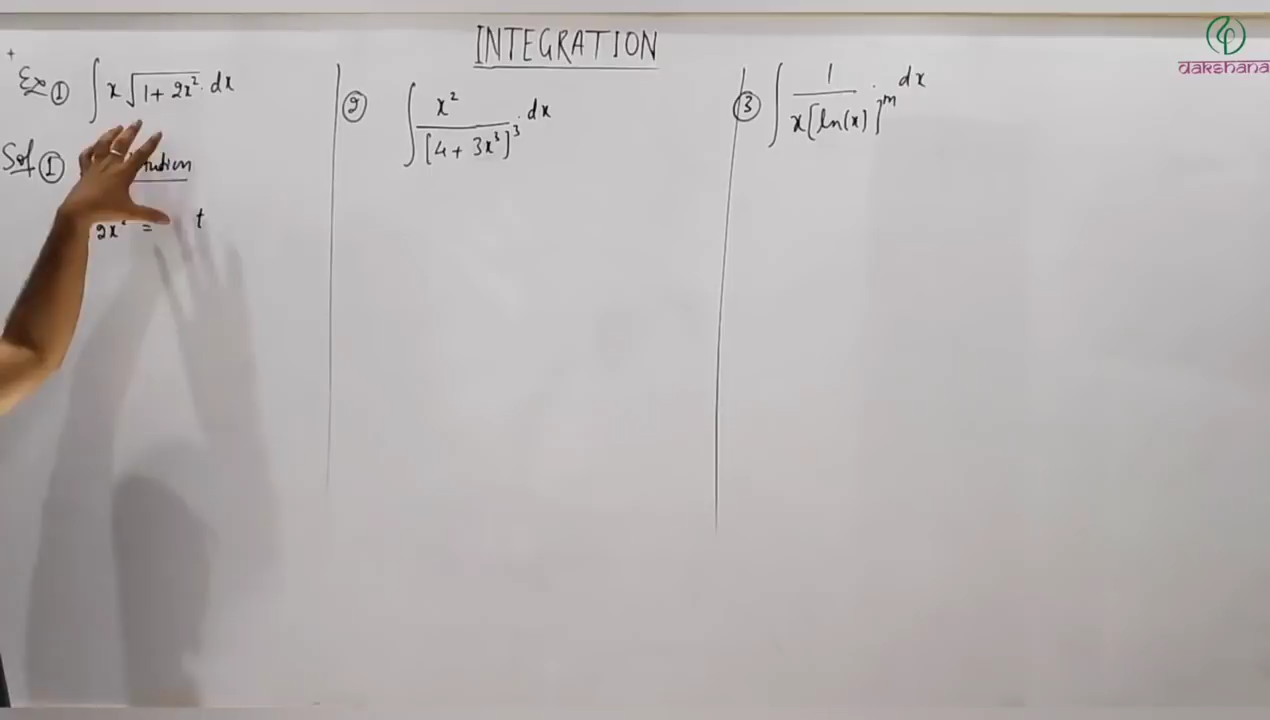 INTEGRATION
dakshana
Ex ① ∫ x √(1 + 2x²) . dx
② ∫ x² / [4 + 3x³]³ . dx
③ ∫ 1 / x[ln(x)]^m . dx
Sol ①
2x² = t